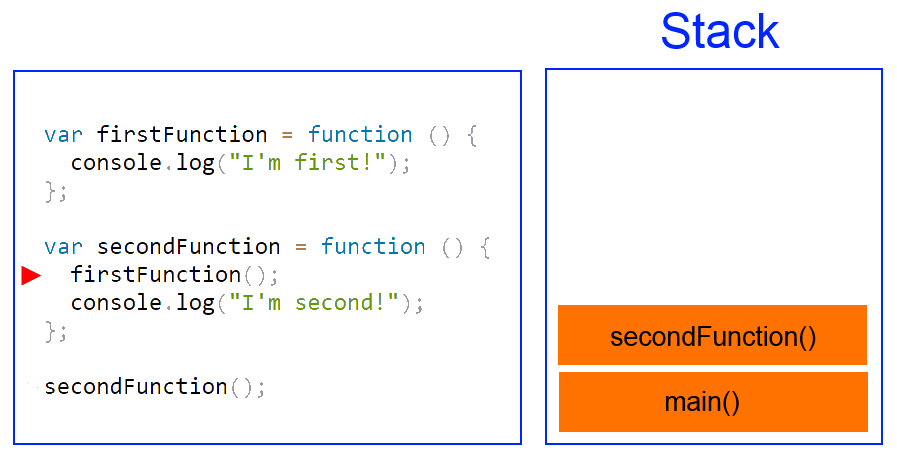 Stack
var firstFunction = function () {
  console.log("I'm first!");
};
var secondFunction = function () {
  firstFunction();
  console.log("I'm second!");
};
secondFunction();
secondFunction()
main()